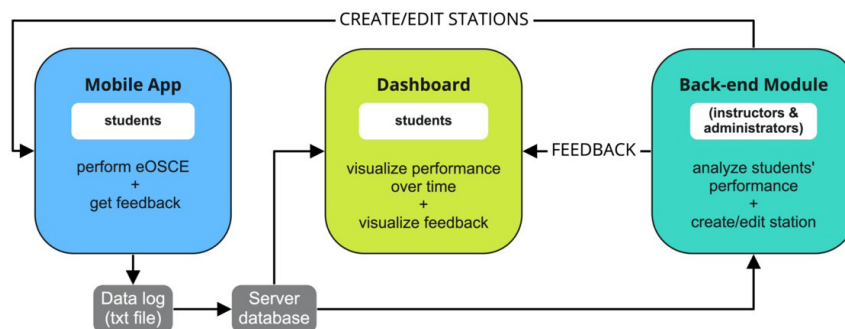 CREATE/EDIT STATIONS
Mobile App
students
perform eOSCE
+
get feedback
Dashboard
students
visualize performance
over time
+
visualize feedback
FEEDBACK
Back-end Module
(instructors &
administrators)
analyze students'
performance
+
create/edit station
Data log
(txt file)
Server
database